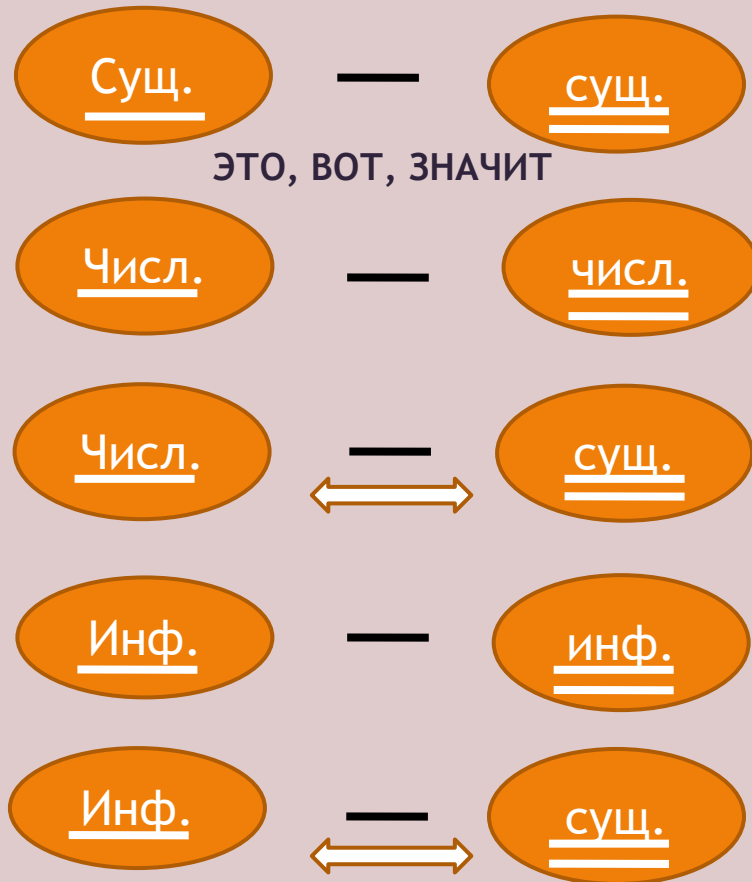 Сущ. — сущ.
ЭТО, ВОТ, ЗНАЧИТ
Числ. — числ.
Числ. — сущ.
Инф. — инф.
Инф. — сущ.